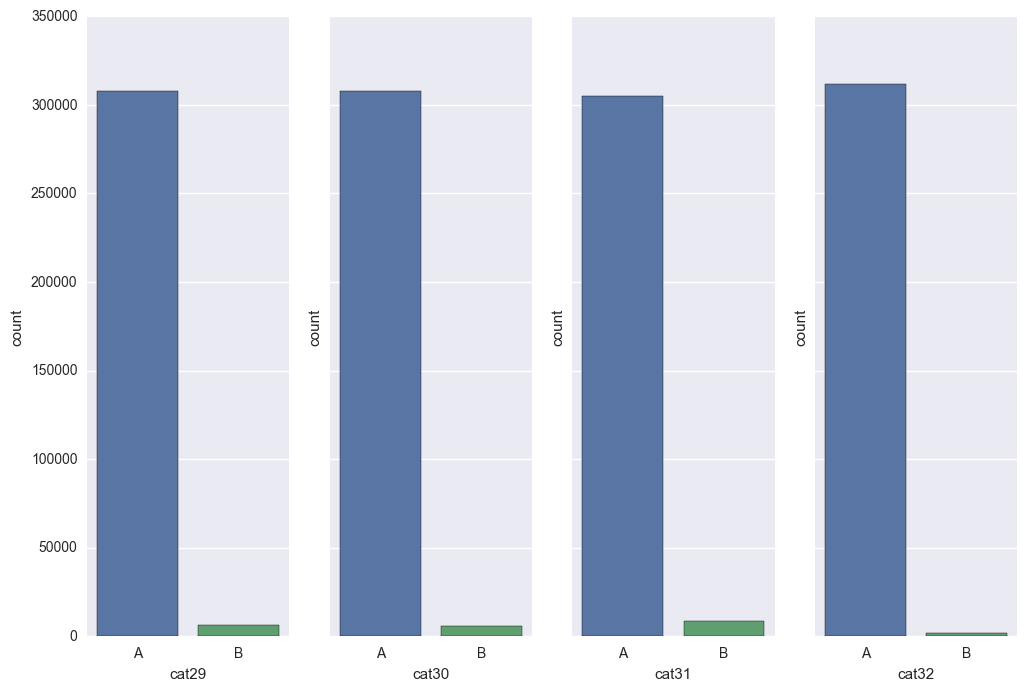 350000
300000
250000
200000
150000
100000
50000
0
count
A B
cat29
count
A B
cat30
count
A B
cat31
count
A B
cat32